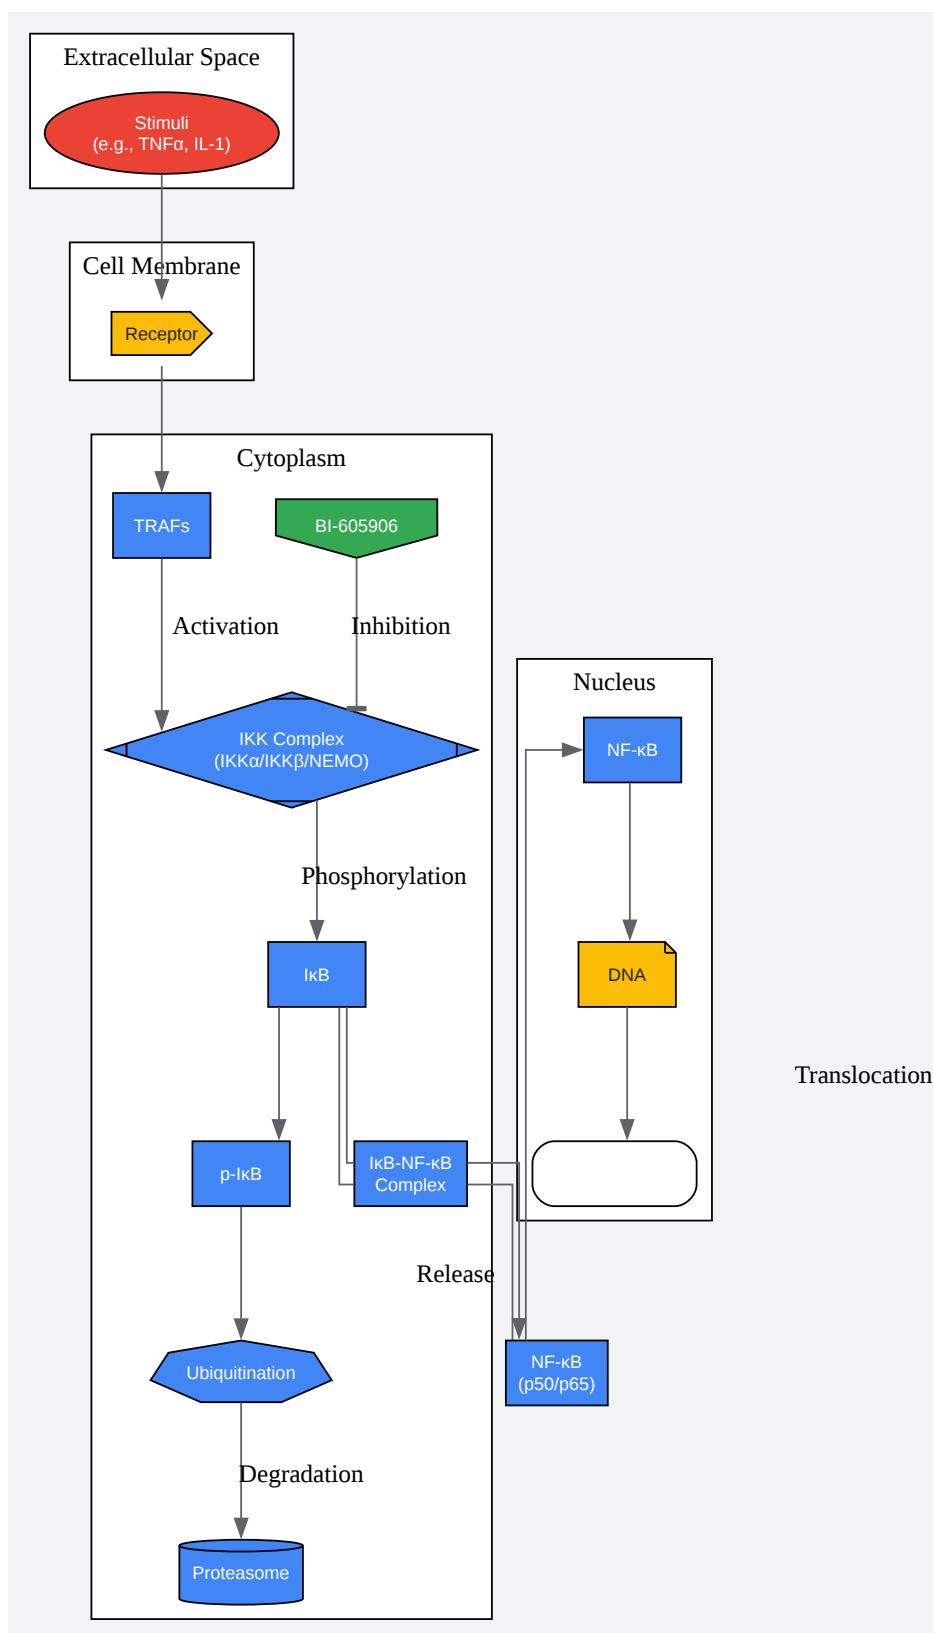 Extracellular Space
Stimuli
(e.g., TNFα, IL-1)
Cell Membrane
Receptor
Cytoplasm
TRAFs
BI-605906
Activation
Inhibition
IKK Complex
(IKKα/IKKβ/NEMO)
Phosphorylation
IκB
p-IκB
IκB-NF-κB
Complex
Release
Ubiquitination
Degradation
Proteasome
NF-κB
(p50/p65)
Nucleus
NF-κB
DNA
Translocation